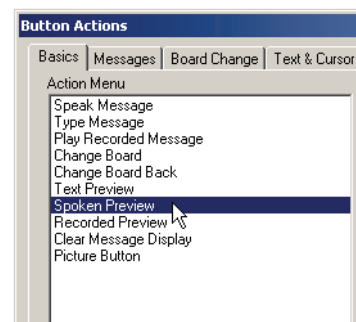 Button Actions
Basics Messages Board Change Text & Cursor
Action Menu
Speak Message
Type Message
Play Recorded Message
Change Board
Change Board Back
Text Preview
Spoken Preview
Recorded Preview
Clear Message Display
Picture Button